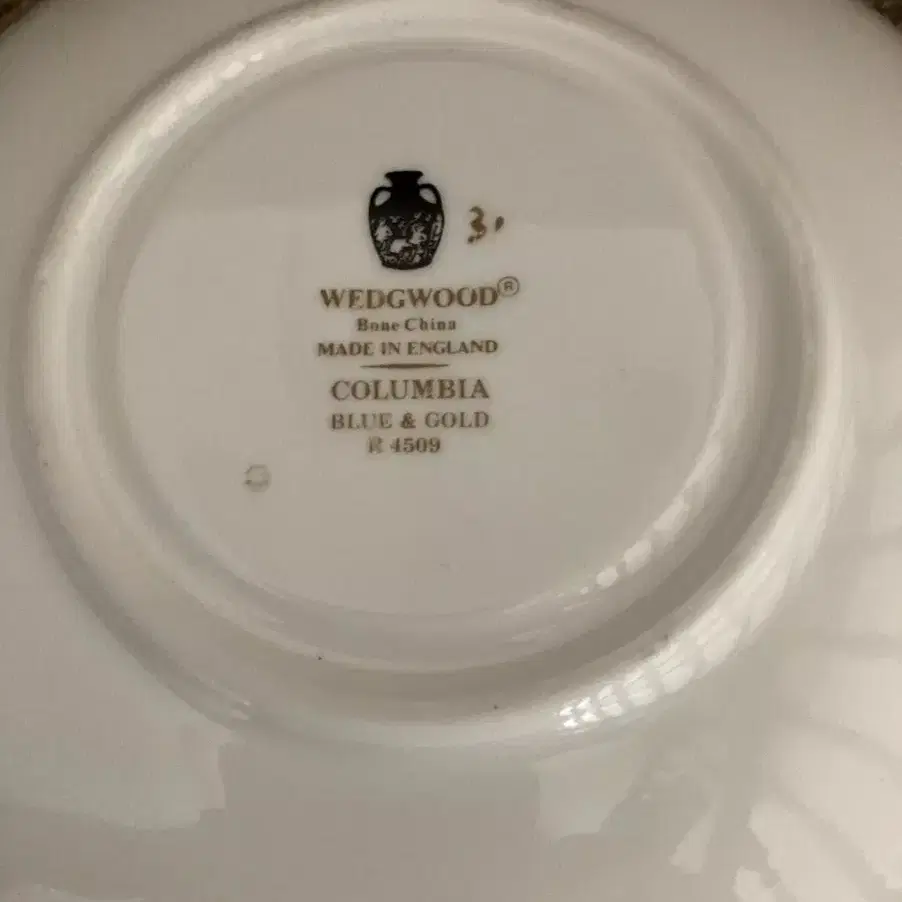 3.
WEDGWOOD®
Bone China
MADE IN ENGLAND
COLUMBIA
BLUE & GOLD
R 4509